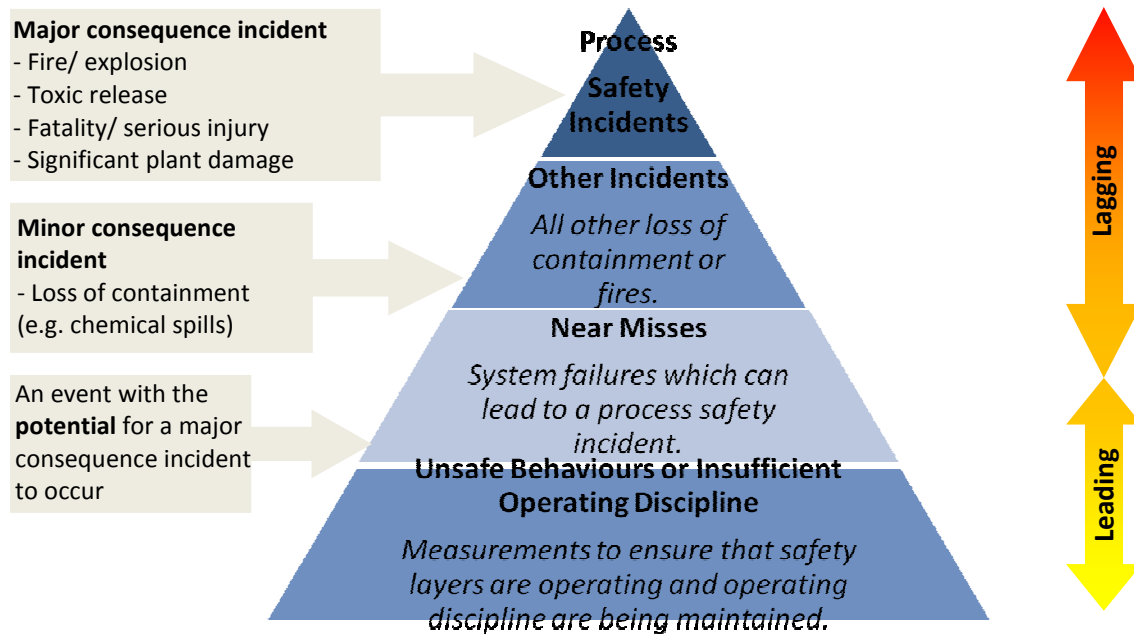 Major consequence incident
- Fire/ explosion
- Toxic release
- Fatality/ serious injury
- Significant plant damage
Process
Safety
Incidents
Minor consequence
incident
- Loss of containment
(e.g. chemical spills)
Other Incidents
All other loss of
containment or
fires.
An event with the
potential for a major
consequence incident
to occur
Near Misses
System failures which can
lead to a process safety
incident.
Unsafe Behaviours or Insufficient
Operating Discipline
Measurements to ensure that safety
layers are operating and operating
discipline are being maintained.
Lagging
Leading